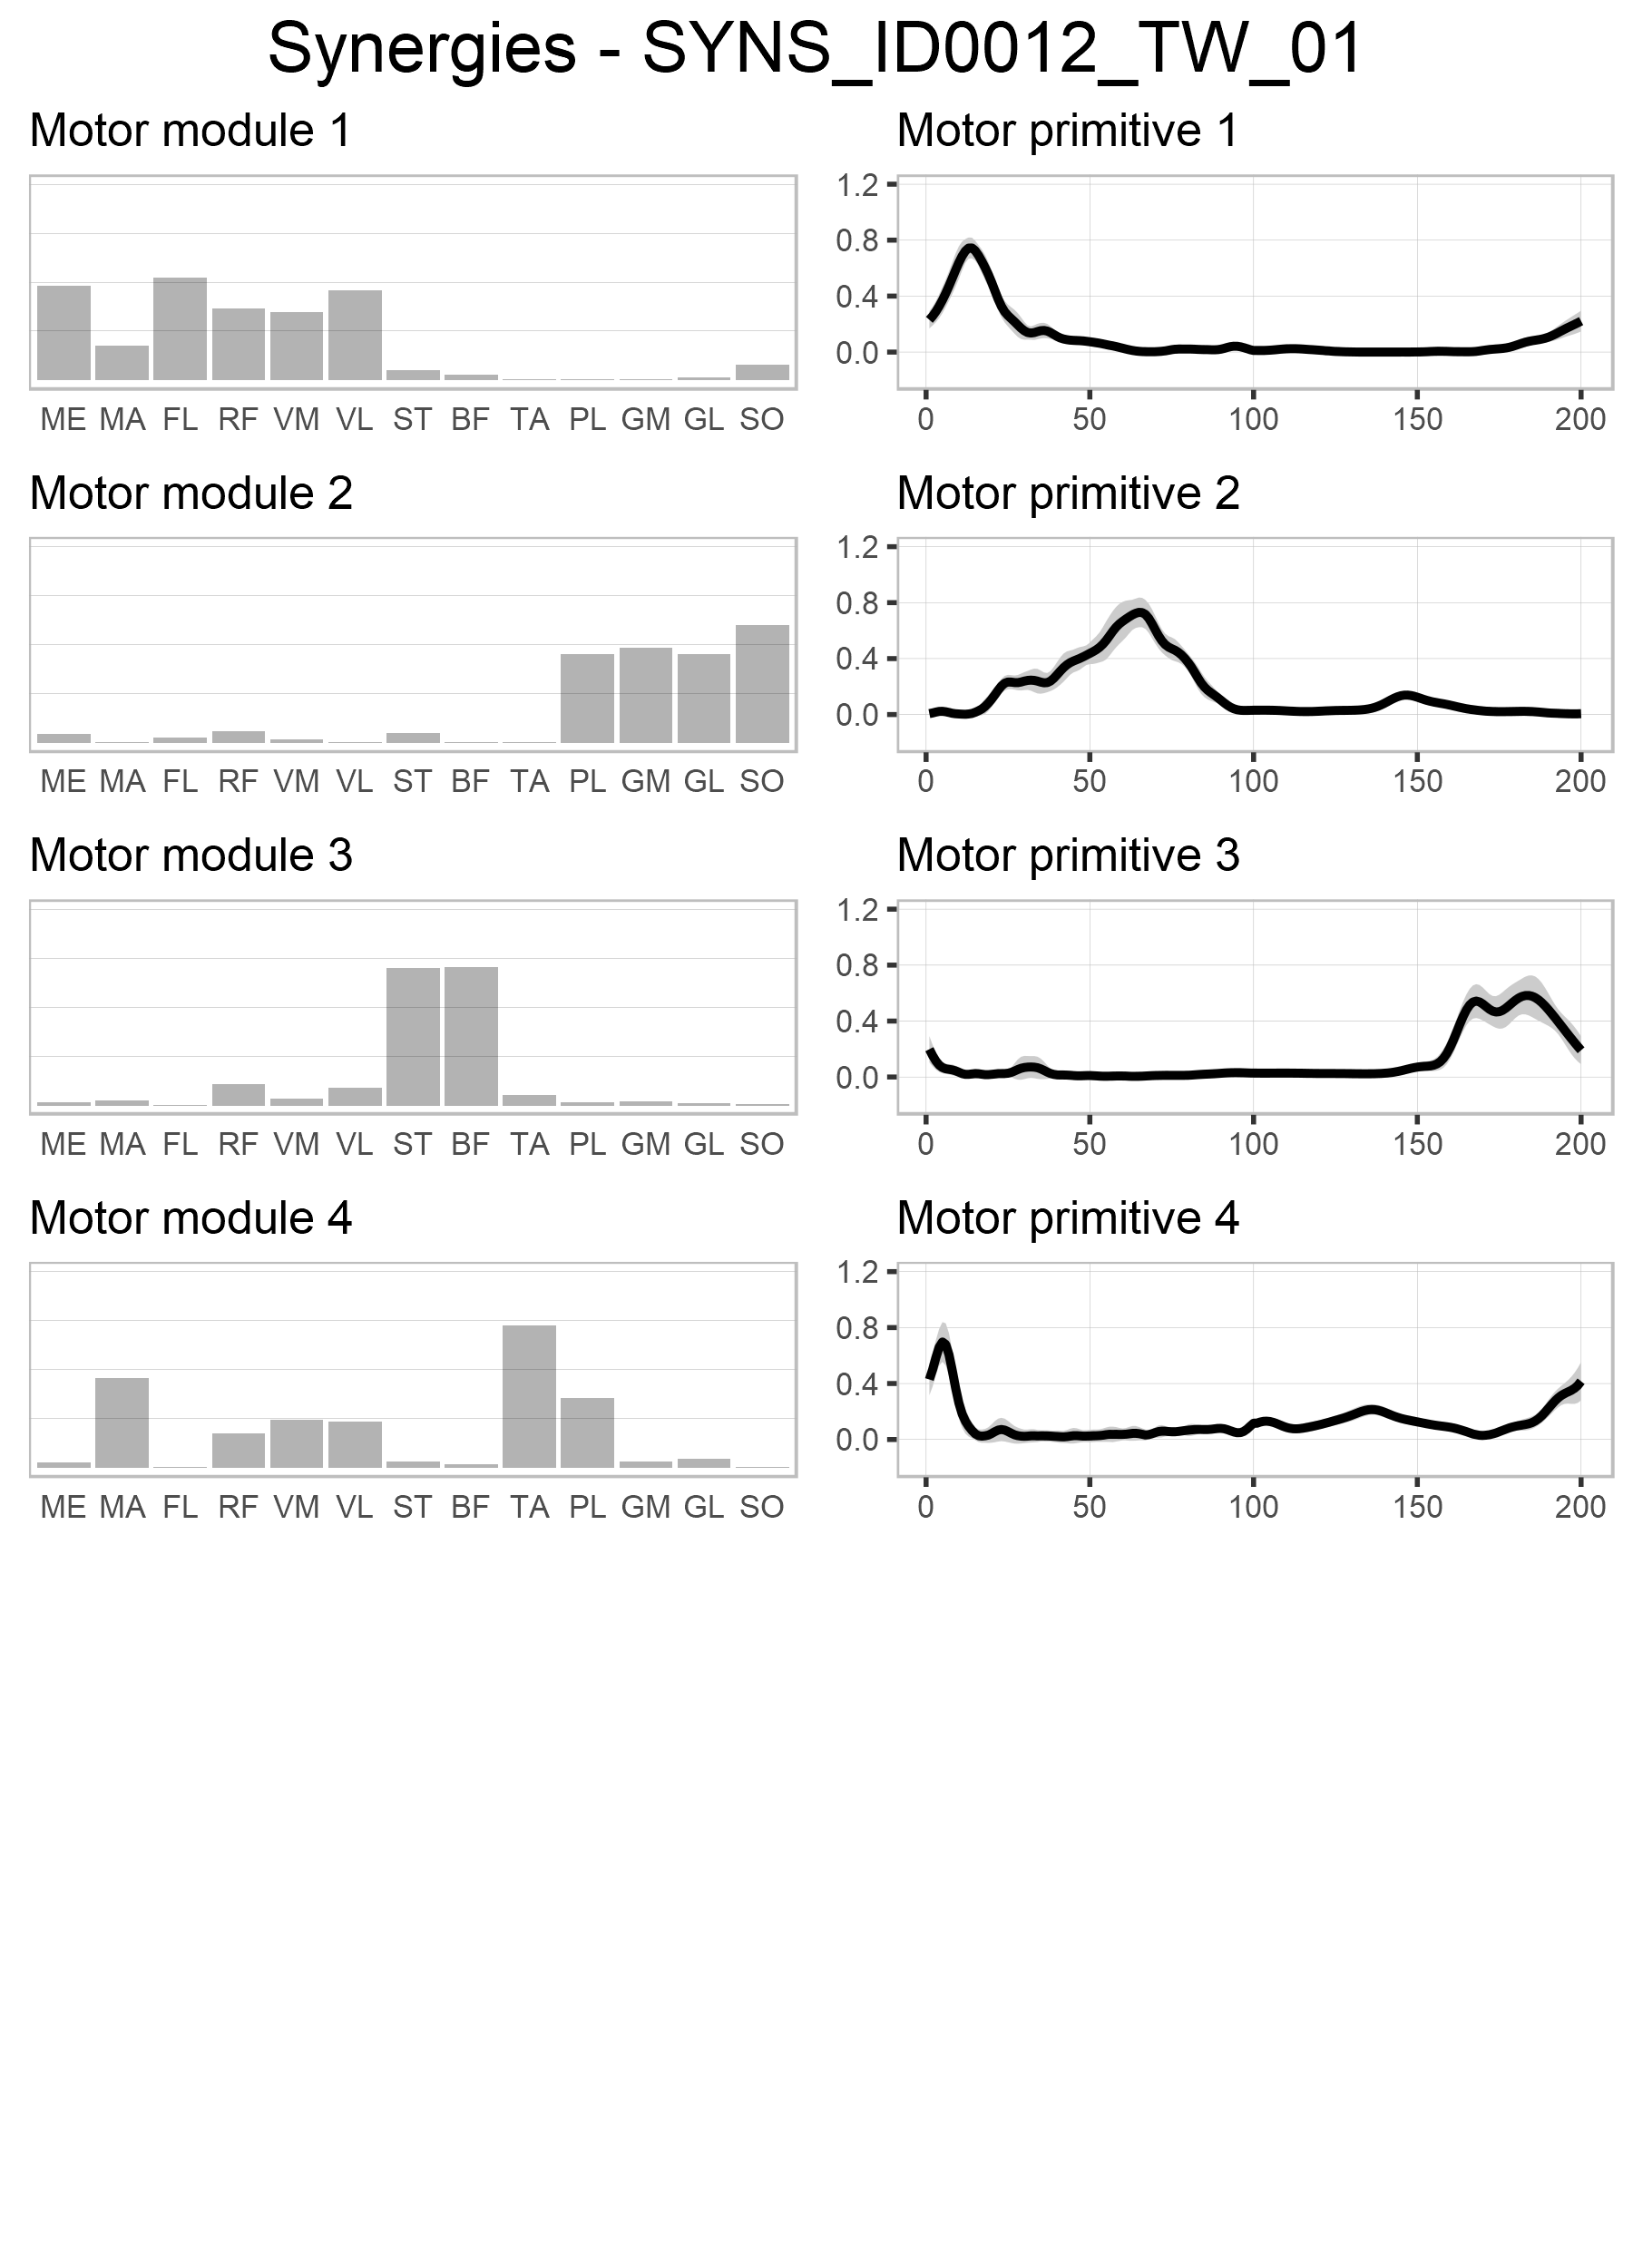 Synergies - SYNS_ID0012_TW_01
Motor module 1
Motor primitive 1
1.2
0.8
0.4
0.0
ME MA FL RF VM VL ST BF TA PL GM GL SO
0 50 100 150 200
Motor module 2
Motor primitive 2
1.2
0.8
0.4
0.0
ME MA FL RF VM VL ST BF TA PL GM GL SO
0 50 100 150 200
Motor module 3
Motor primitive 3
1.2
0.8
0.4
0.0
ME MA FL RF VM VL ST BF TA PL GM GL SO
0 50 100 150 200
Motor module 4
Motor primitive 4
1.2
0.8
0.4
0.0
ME MA FL RF VM VL ST BF TA PL GM GL SO
0 50 100 150 200